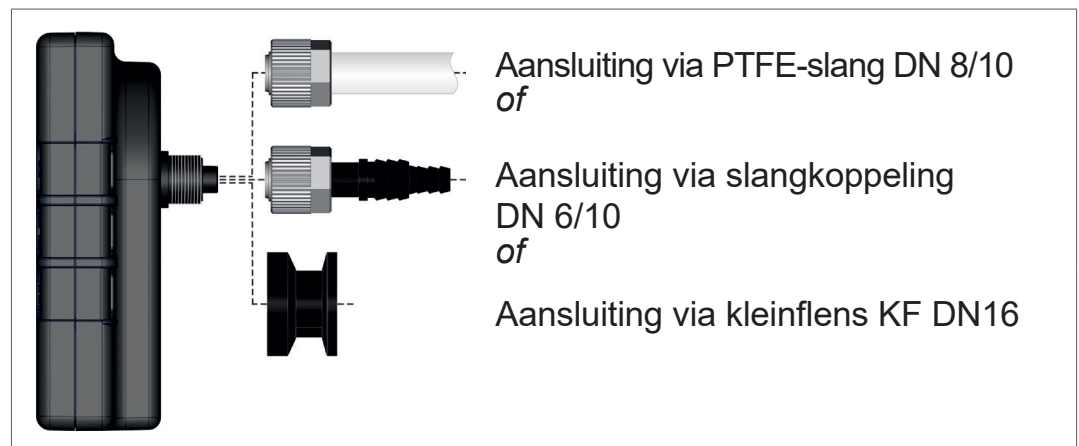 Aansluiting via PTFE-slang DN 8/10
of
Aansluiting via slangkoppeling
DN 6/10
of
Aansluiting via kleinflens KF DN16